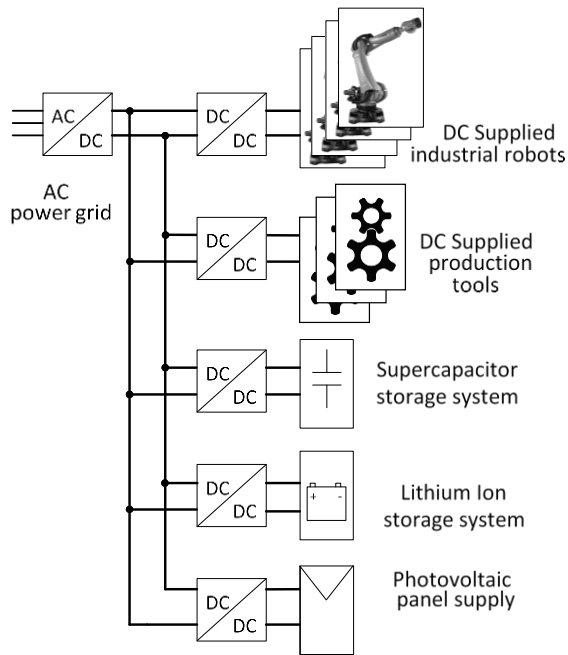 AC
DC
DC
DC
DC Supplied
industrial robots
AC
power grid
DC
DC
DC Supplied
production
tools
DC
DC
Supercapacitor
storage system
DC
DC
+ -
Lithium Ion
storage system
DC
DC
Photovoltaic
panel supply